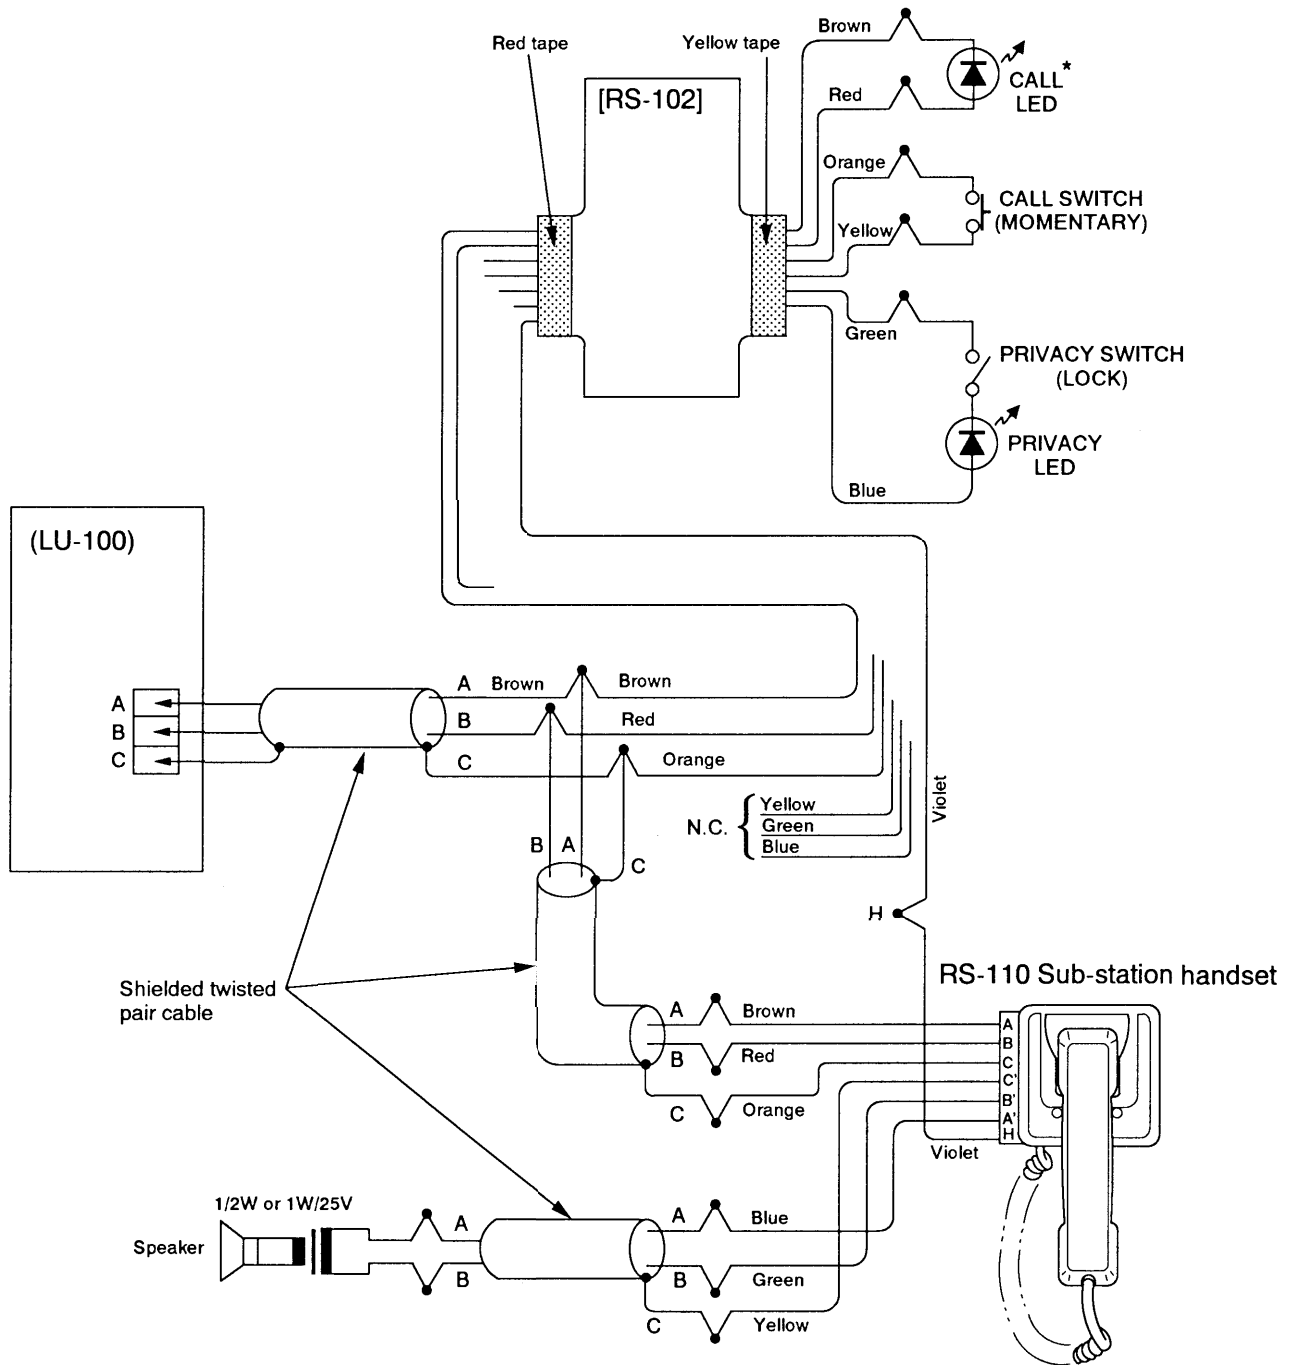 Brown
Red tape
Yellow tape
[RS-102]
CALL*
LED
Red
Orange
CALL SWITCH
(MOMENTARY)
Yellow
Green
PRIVACY SWITCH
(LOCK)
PRIVACY
LED
Blue
(LU-100)
A
B
C
A Brown Brown
B Red
C Orange
Violet
N.C. {
Yellow
Green
Blue
B A
C
H
Shielded twisted
pair cable
RS-110 Sub-station handset
A Brown
B Red
C Orange
A
B
C
C'
B'
A'
H
Violet
1/2W or 1W/25V
Speaker
A
B
A Blue
B Green
C Yellow